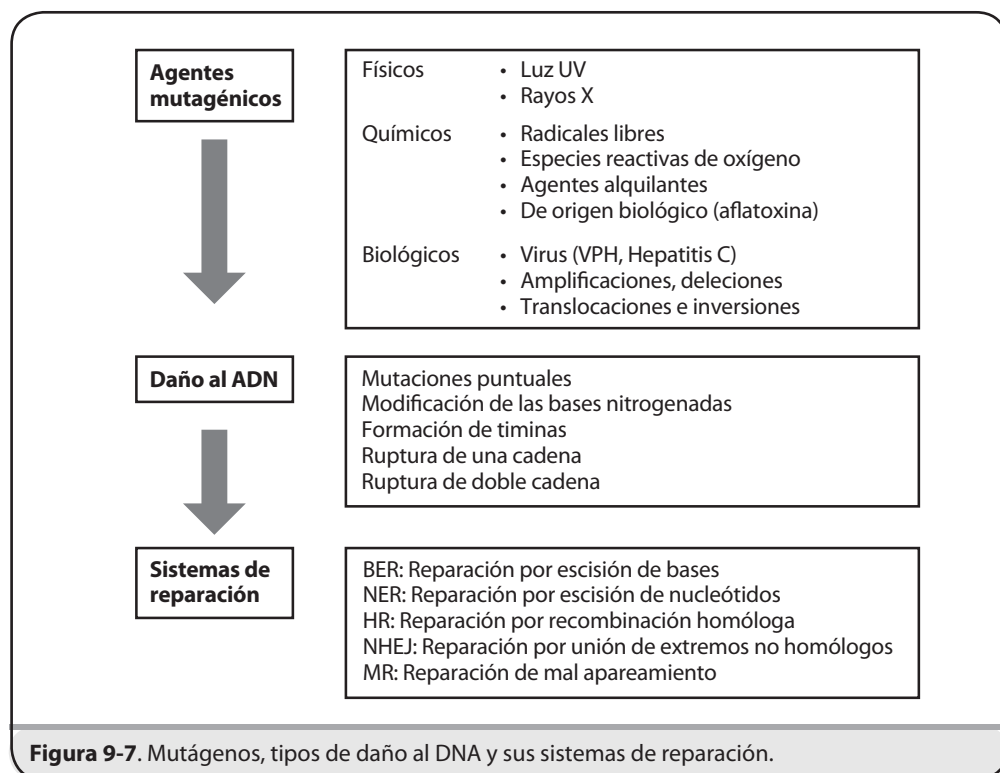 Agentes
mutagénicos
Físicos • Luz UV
• Rayos X
Químicos • Radicales libres
• Especies reactivas de oxígeno
• Agentes alquilantes
• De origen biológico (aflatoxina)
Biológicos • Virus (VPH, Hepatitis C)
• Amplificaciones, deleciones
• Translocaciones e inversiones
Daño al ADN
Mutaciones puntuales
Modificación de las bases nitrogenadas
Formación de timinas
Ruptura de una cadena
Ruptura de doble cadena
Sistemas de
reparación
BER: Reparación por escisión de bases
NER: Reparación por escisión de nucleótidos
HR: Reparación por recombinación homóloga
NHEJ: Reparación por unión de extremos no homólogos
MR: Reparación de mal apareamiento
Figura 9-7. Mutágenos, tipos de daño al DNA y sus sistemas de reparación.